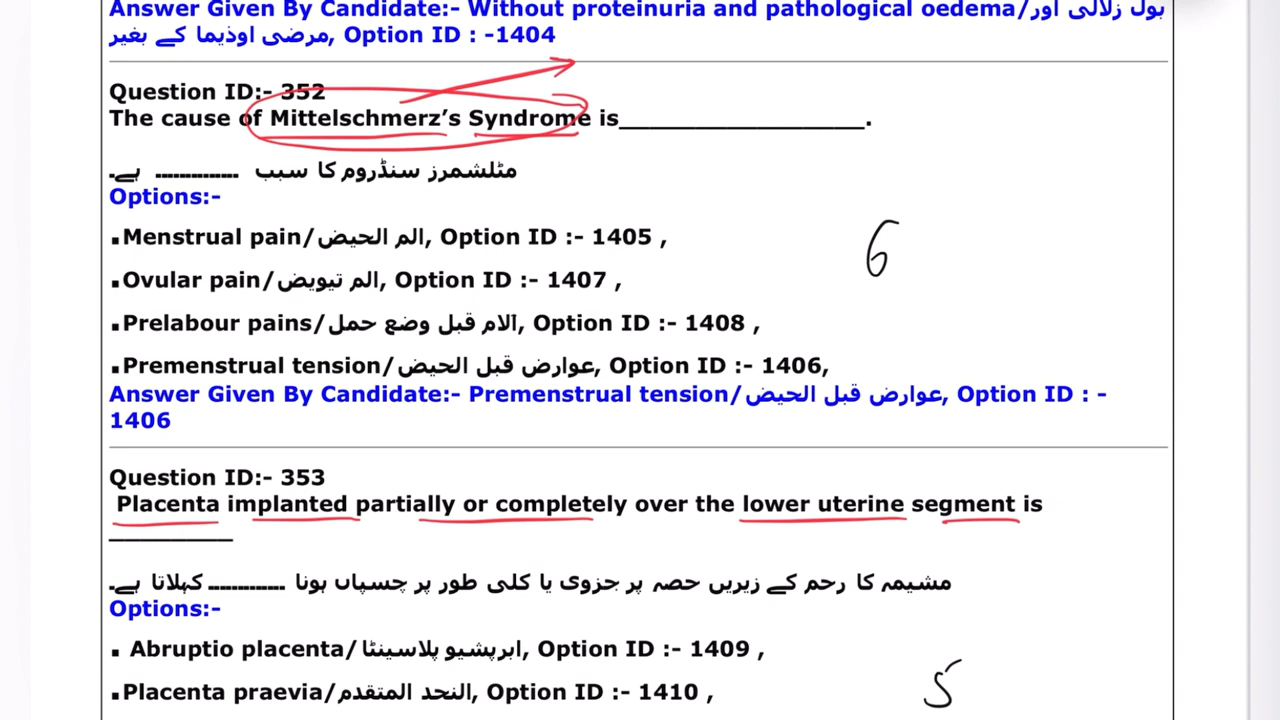 Answer Given By Candidate:- Without proteinuria and pathological oedema/بول زلالی اور
مرضی اوذیما کے بغیر, Option ID : -1404
Question ID:- 352
The cause of Mittelschmerz’s Syndrome is___________________.
مٹلشمرز سنڈروم کا سبب ............. ہے۔
Options:-
▪Menstrual pain/الم الحیض, Option ID :- 1405 ,
▪Ovular pain/الم تبویض, Option ID :- 1407 ,
▪Prelabour pains/آلام قبل وضع حمل, Option ID :- 1408 ,
▪Premenstrual tension/عوارض قبل الحیض, Option ID :- 1406,
Answer Given By Candidate:- Premenstrual tension/عوارض قبل الحیض, Option ID : -
1406
6
Question ID:- 353
Placenta implanted partially or completely over the lower uterine segment is
__________
مشیمہ کا رحم کے زیریں حصہ پر جزوی یا کلی طور پر چسپاں ہونا ............. کہلاتا ہے۔
Options:-
▪ Abruptio placenta/ابرپشیو پلاسینٹا, Option ID :- 1409 ,
▪Placenta praevia/النحد المتقدم, Option ID :- 1410 ,
5